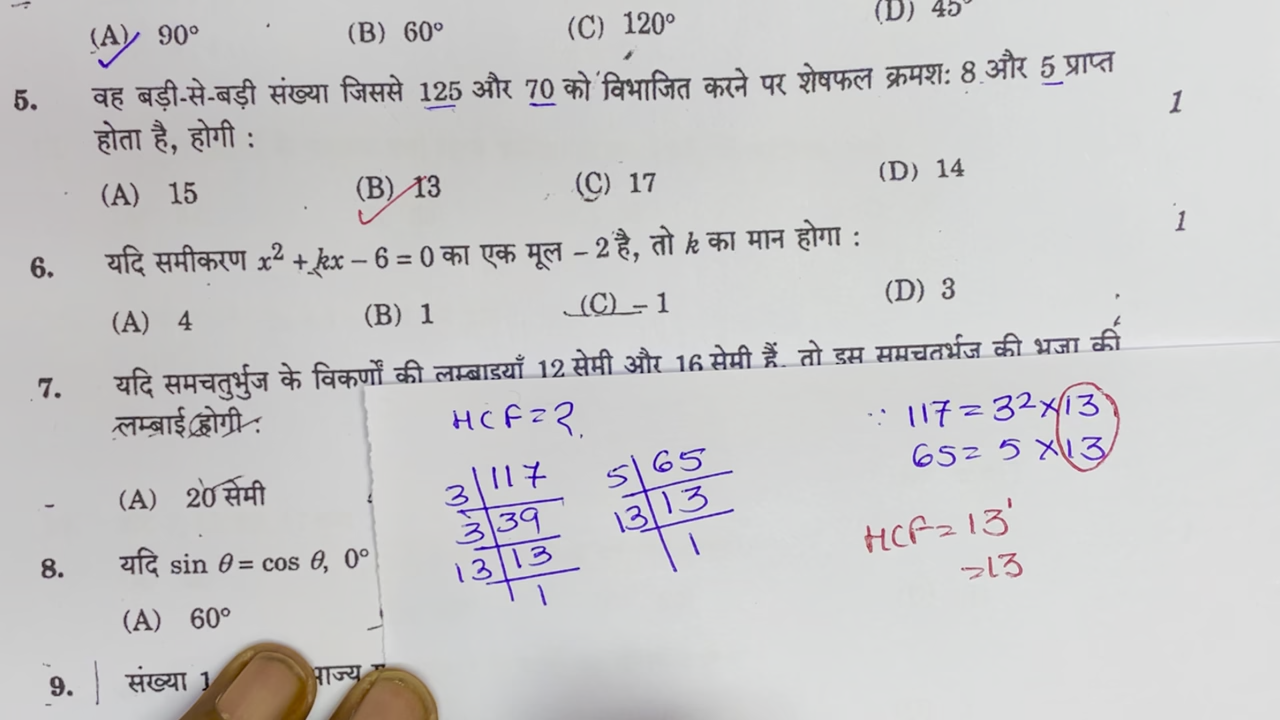 (A) 90° (B) 60° (C) 120° (D) 45°
5. वह बड़ी-से-बड़ी संख्या जिससे 125 और 70 को विभाजित करने पर शेषफल क्रमश: 8 और 5 प्राप्त
होता है, होगी : 1
(A) 15 (B) 13 (C) 17 (D) 14
6. यदि समीकरण x² + kx – 6 = 0 का एक मूल – 2 है, तो k का मान होगा : 1
(A) 4 (B) 1 (C) – 1 (D) 3
7. यदि समचतुर्भुज के विकर्णों की लम्बाइयाँ 12 सेमी और 16 सेमी हैं, तो इस समचतुर्भुज की भुजा की
लम्बाई होगी :
(A) 20 सेमी
8. यदि sin θ = cos θ, 0°
(A) 60°
9. संख्या 1
HCF = ?
3 | 117
3 | 39
13 | 13
1
5 | 65
13 | 13
1
∵ 117 = 3² × 13
65 = 5 × 13
HCF = 13¹
= 13